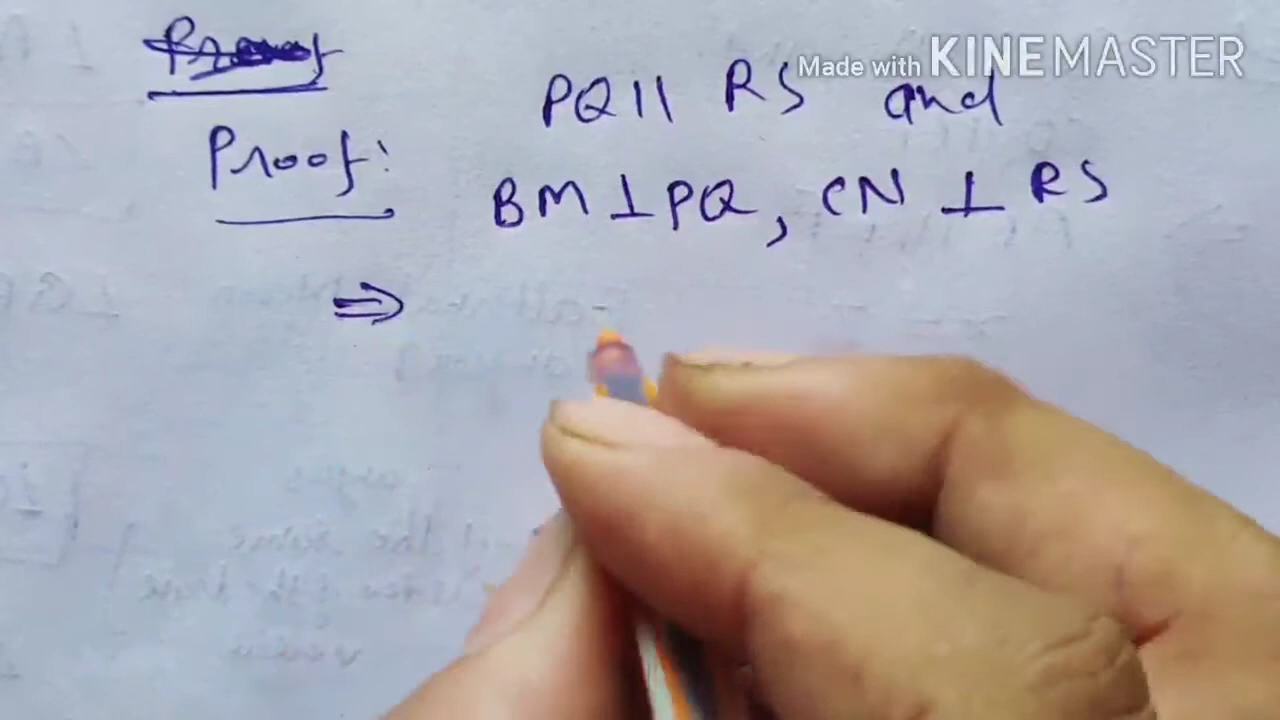 Made with KINEMASTER
PQ || RS and
Proof:
BM ⊥ PQ, CN ⊥ RS
⇒